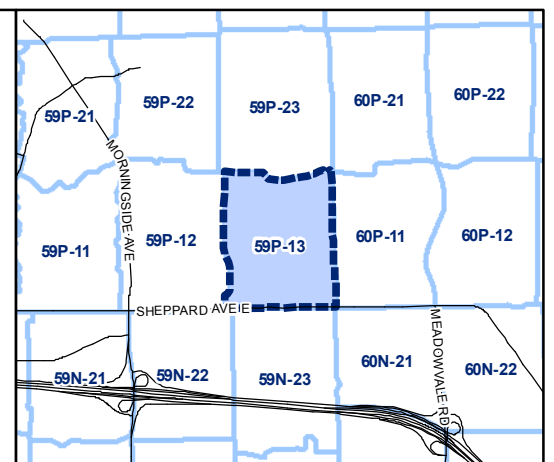 59P-21
59P-22
59P-23
60P-21
60P-22
MORNINGSIDE AVE
59P-11
59P-12
59P-13
60P-11
60P-12
SHEPPARD AVE E
MEADOWVALE RD
59N-21
59N-22
59N-23
60N-21
60N-22